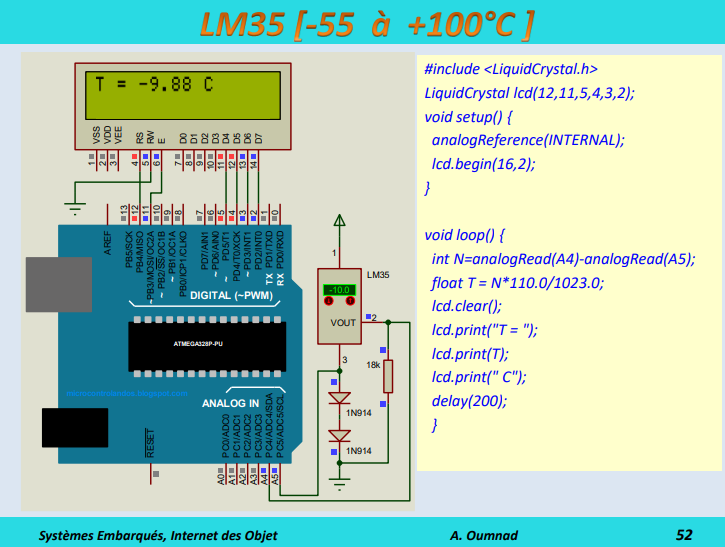 LM35 [-55 à +100°C ]
T = -9.88 C
VSS
VDD
VEE
RS
RW
E
D0
D1
D2
D3
D4
D5
D6
D7
1
2
3
4
5
6
7
8
9
10
11
12
13
14
13
12
11
10
9
8
7
6
5
4
3
2
1
0
AREF
PB5/SCK
PB4/MISO
~PB3/MOSI/OC2A
~ PB2/SS/OC1B
~ PB1/OC1A
PB0/ICP1/CLKO
PD7/AIN1
~ PD6/AIN0
~ PD5/T1
PD4/T0/XCK
~ PD3/INT1
PD2/INT0
TX PD1/TXD
RX PD0/RXD
DIGITAL (~PWM)
ATMEGA328P-PU
microcontrolandos.blogspot.com
ANALOG IN
RESET
PC0/ADC0
PC1/ADC1
PC2/ADC2
PC3/ADC3
PC4/ADC4/SDA
PC5/ADC5/SCL
A0
A1
A2
A3
A4
A5
1
LM35
-10.0
VOUT
2
3
18k
1N914
1N914
#include <LiquidCrystal.h>
LiquidCrystal lcd(12,11,5,4,3,2);
void setup() {
analogReference(INTERNAL);
lcd.begin(16,2);
}
void loop() {
int N=analogRead(A4)-analogRead(A5);
float T = N*110.0/1023.0;
lcd.clear();
lcd.print("T = ");
lcd.print(T);
lcd.print(" C");
delay(200);
}
Systèmes Embarqués, Internet des Objet
A. Oumnad
52